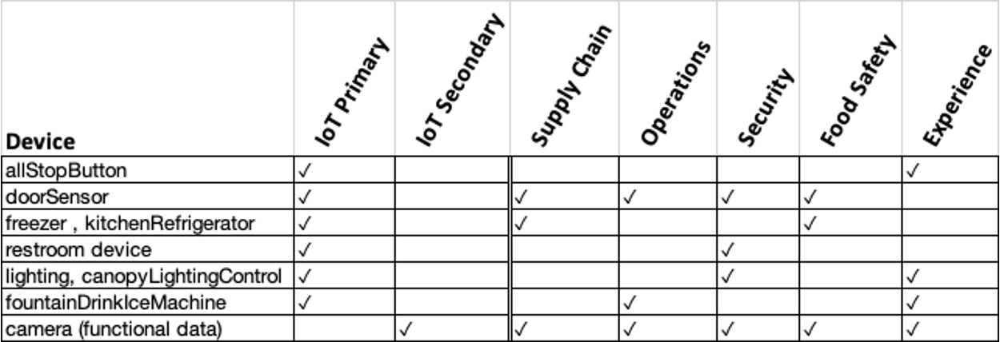 Device IoT Primary IoT Secondary Supply Chain Operations Security Food Safety Experience
allStopButton ✓ ✓
doorSensor ✓ ✓ ✓ ✓ ✓
freezer , kitchenRefrigerator ✓ ✓ ✓
restroom device ✓ ✓
lighting, canopyLightingControl ✓ ✓ ✓
fountainDrinkIceMachine ✓ ✓ ✓
camera (functional data) ✓ ✓ ✓ ✓ ✓ ✓